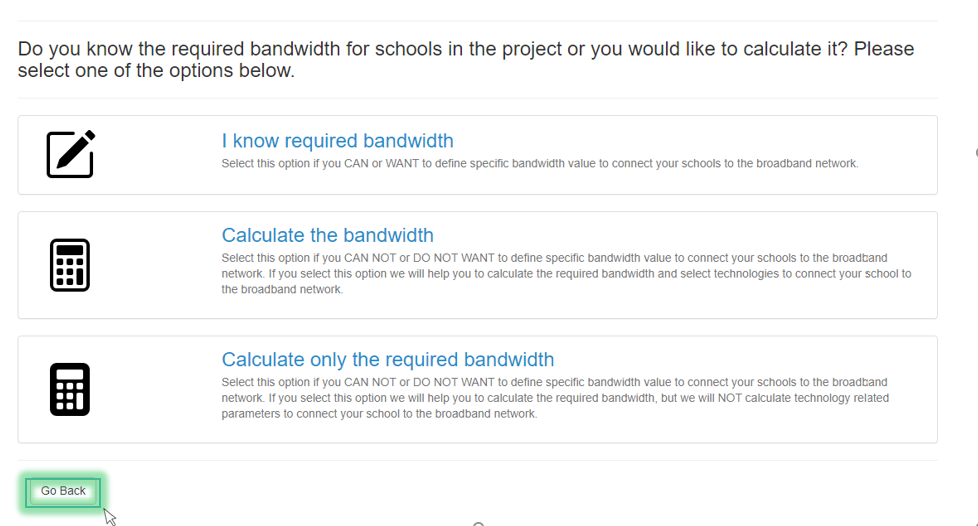 Do you know the required bandwidth for schools in the project or you would like to calculate it? Please
select one of the options below.
I know required bandwidth
Select this option if you CAN or WANT to define specific bandwidth value to connect your schools to the broadband network.
Calculate the bandwidth
Select this option if you CAN NOT or DO NOT WANT to define specific bandwidth value to connect your schools to the broadband
network. If you select this option we will help you to calculate the required bandwidth and select technologies to connect your school to
the broadband network.
Calculate only the required bandwidth
Select this option if you CAN NOT or DO NOT WANT to define specific bandwidth value to connect your schools to the broadband
network. If you select this option we will help you to calculate the required bandwidth, but we will NOT calculate technology related
parameters to connect your school to the broadband network.
Go Back